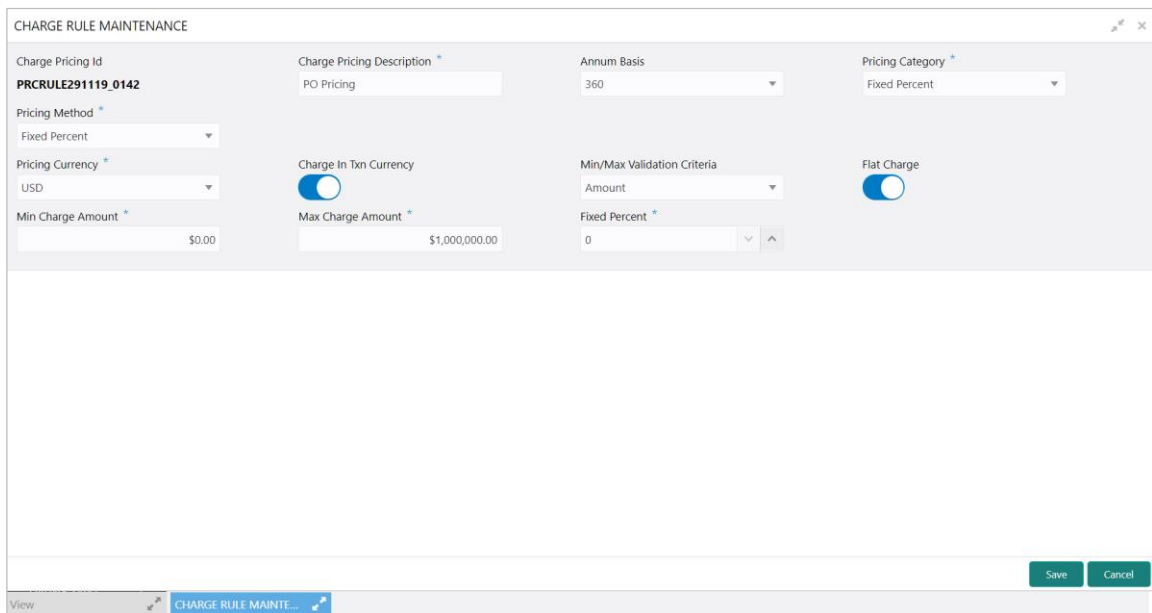 CHARGE RULE MAINTENANCE
Charge Pricing Id
Charge Pricing Description *
Annum Basis
Pricing Category *
PRCRULE291119_0142
PO Pricing
360
Fixed Percent
Pricing Method *
Fixed Percent
Pricing Currency *
Charge In Txn Currency
Min/Max Validation Criteria
Flat Charge
USD
Amount
Min Charge Amount *
Max Charge Amount *
Fixed Percent *
$0.00
$1,000,000.00
0
Save
Cancel
View
CHARGE RULE MAINTE...